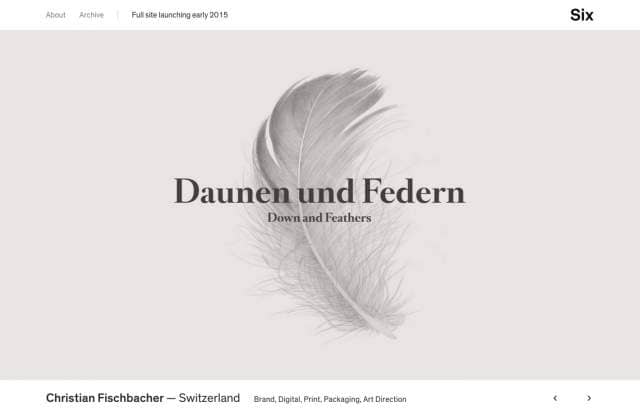 About Archive Full site launching early 2015 Six
Daunen und Federn
Down and Feathers
Christian Fischbacher — Switzerland Brand, Digital, Print, Packaging, Art Direction